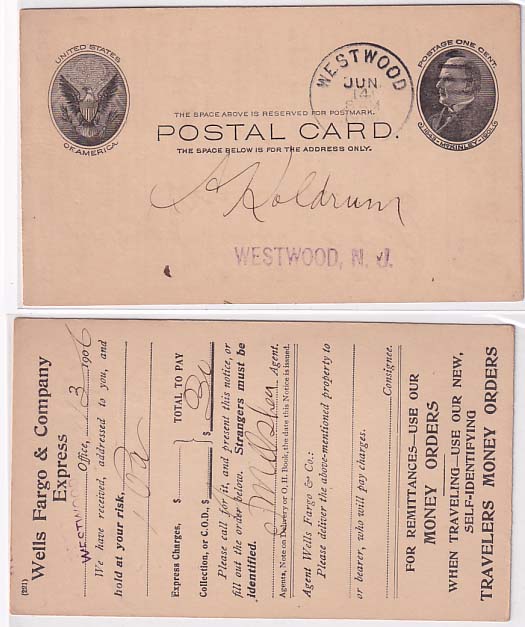 UNITED STATES
OF AMERICA.
WESTWOOD
JUN
14
POSTAGE ONE CENT.
THE SPACE ABOVE IS RESERVED FOR POSTMARK.
POSTAL CARD.
THE SPACE BELOW IS FOR THE ADDRESS ONLY.
A Holdrum
WESTWOOD, N. J.
(221)
Wells Fargo & Company
Express
WESTWOOD Office, 13 1906
We have received, addressed to you, and
hold at your risk,
Express Charges, $
TOTAL TO PAY
Collection, or C.O.D., $
$ 30
Please call for it, and present this notice, or
fill out the order below. Strangers must be
identified.
Agent.
Agents, Note on Delivery or O. H. Book, the date this Notice is issued.
Agent Wells Fargo & Co.:
Please deliver the above-mentioned property to
or bearer, who will pay charges.
Consignee.
FOR REMITTANCES—USE OUR
MONEY ORDERS
WHEN TRAVELING—USE OUR NEW,
SELF-IDENTIFYING
TRAVELERS MONEY ORDERS